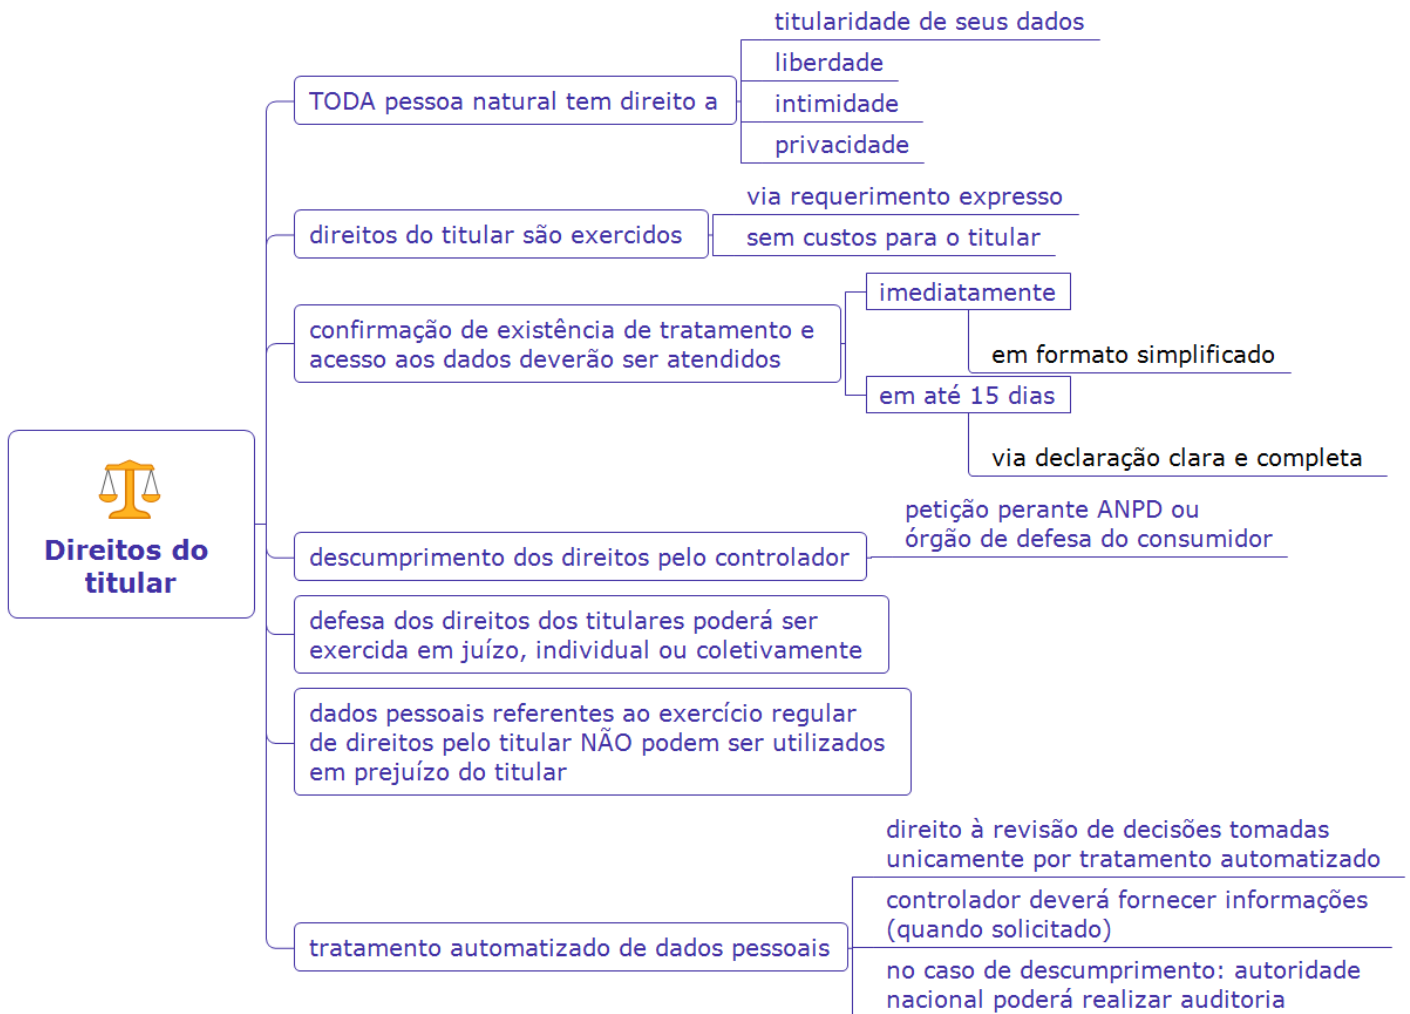 Direitos do
titular
TODA pessoa natural tem direito a
titularidade de seus dados
liberdade
intimidade
privacidade
direitos do titular são exercidos
via requerimento expresso
sem custos para o titular
confirmação de existência de tratamento e
acesso aos dados deverão ser atendidos
imediatamente
em formato simplificado
em até 15 dias
via declaração clara e completa
descumprimento dos direitos pelo controlador
petição perante ANPD ou
órgão de defesa do consumidor
defesa dos direitos dos titulares poderá ser
exercida em juízo, individual ou coletivamente
dados pessoais referentes ao exercício regular
de direitos pelo titular NÃO podem ser utilizados
em prejuízo do titular
tratamento automatizado de dados pessoais
direito à revisão de decisões tomadas
unicamente por tratamento automatizado
controlador deverá fornecer informações
(quando solicitado)
no caso de descumprimento: autoridade
nacional poderá realizar auditoria